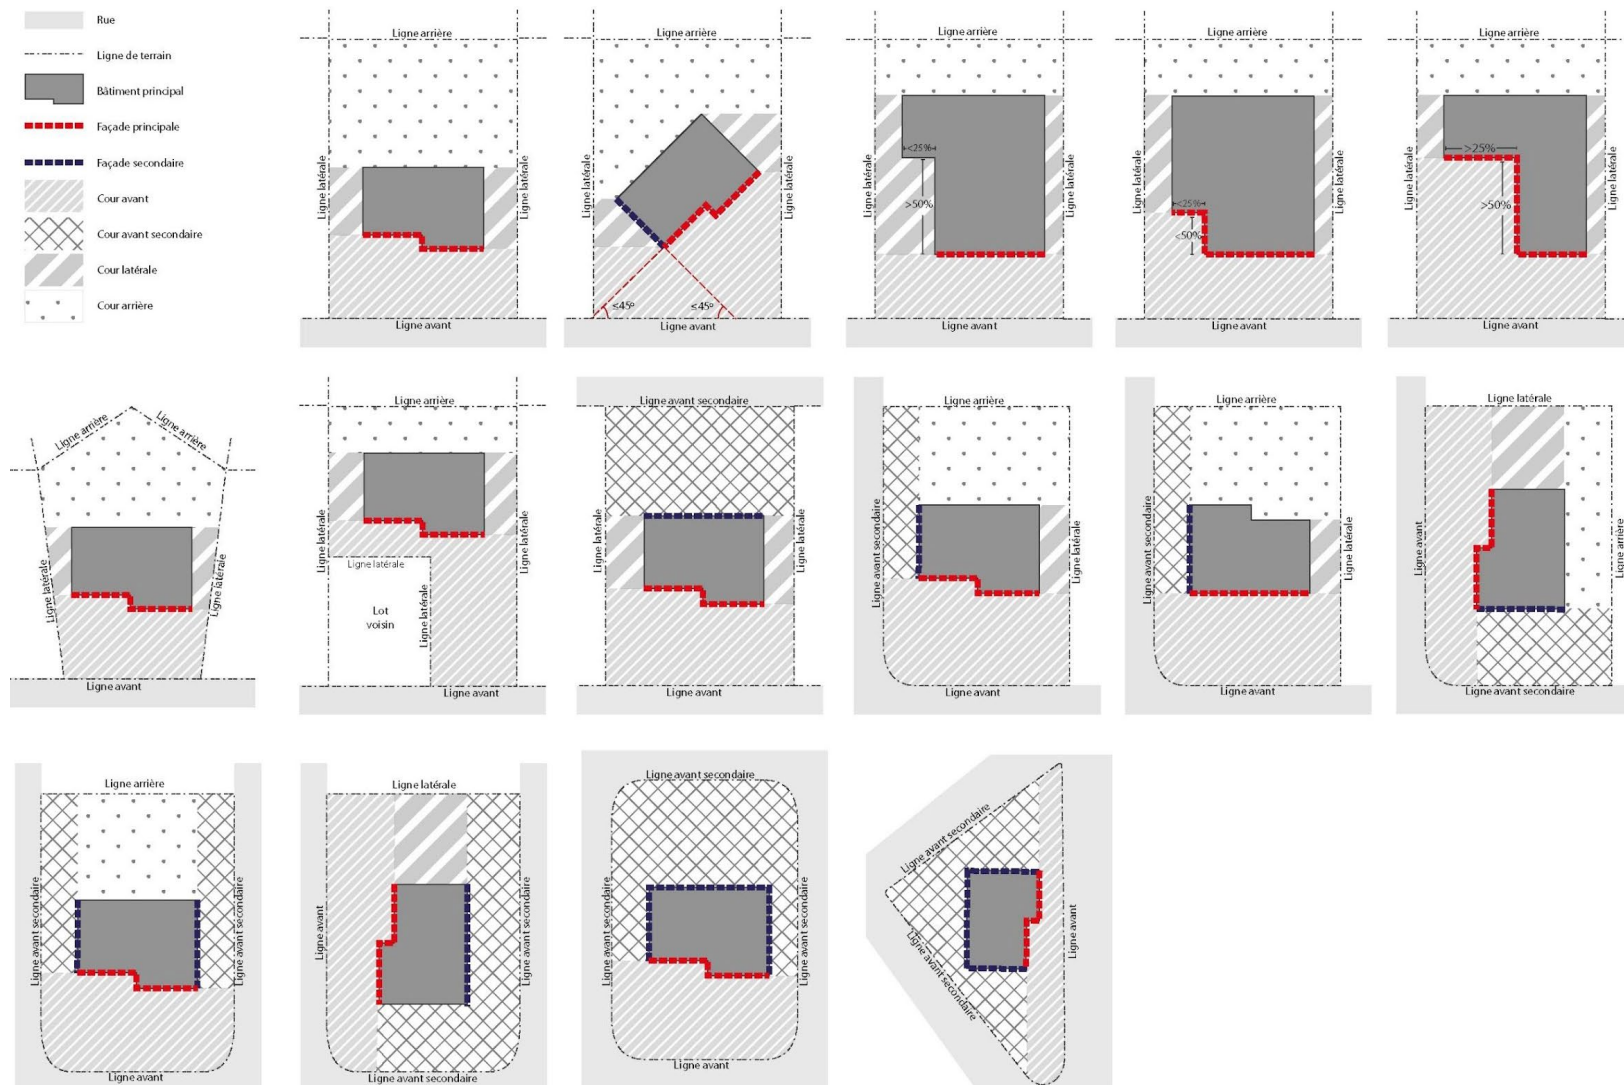 Rue
Ligne de terrain
Bâtiment principal
Façade principale
Façade secondaire
Cour avant
Cour avant secondaire
Cour latérale
Cour arrière
Ligne arrière
Ligne latérale
Ligne latérale
Ligne avant
Ligne arrière
Ligne latérale
Ligne latérale
≤45°
≤45°
Ligne avant
Ligne arrière
Ligne latérale
<25%
>50%
Ligne latérale
Ligne avant
Ligne arrière
Ligne latérale
<25%
<50%
Ligne latérale
Ligne avant
Ligne arrière
Ligne latérale
>25%
>50%
Ligne latérale
Ligne avant
Ligne arrière
Ligne arrière
Ligne latérale
Ligne latérale
Ligne avant
Ligne arrière
Ligne latérale
Ligne latérale
Ligne latérale
Lot
voisin
Ligne latérale
Ligne avant
Ligne avant secondaire
Ligne latérale
Ligne latérale
Ligne avant
Ligne arrière
Ligne avant secondaire
Ligne latérale
Ligne avant
Ligne arrière
Ligne avant secondaire
Ligne latérale
Ligne avant
Ligne latérale
Ligne avant
Ligne arrière
Ligne avant secondaire
Ligne arrière
Ligne avant secondaire
Ligne avant secondaire
Ligne avant
Ligne latérale
Ligne avant
Ligne avant secondaire
Ligne avant secondaire
Ligne avant secondaire
Ligne avant secondaire
Ligne avant secondaire
Ligne avant
Ligne avant secondaire
Ligne avant secondaire
Ligne avant